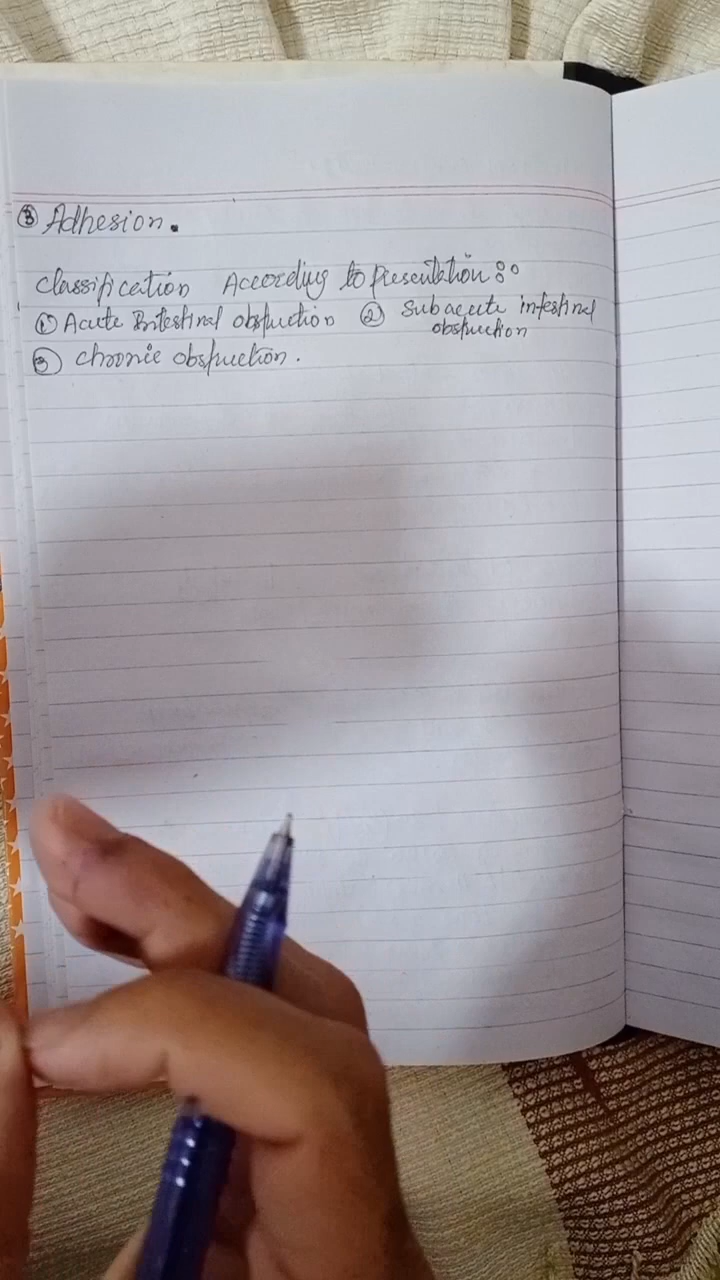 ③ Adhesion.
Classification According to presentation :
① Acute Intestinal obstruction ② Subacute intestinal
obstruction
③ chronic obstruction.